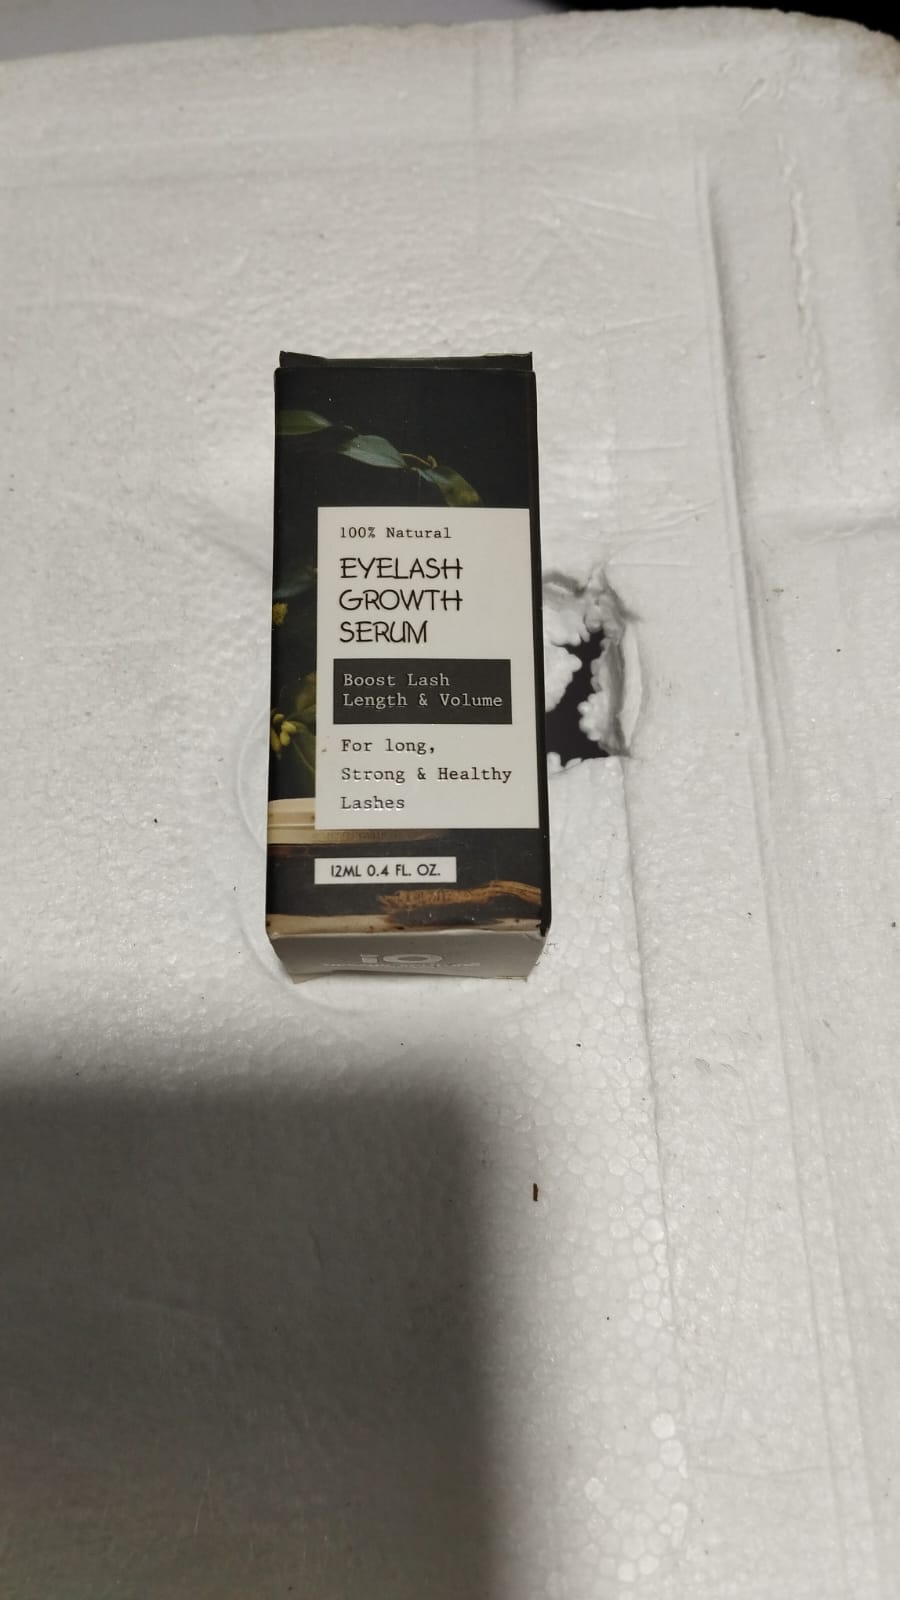 100% Natural
EYELASH
GROWTH
SERUM
Boost Lash
Length & Volume
For long,
Strong & Healthy
Lashes
12ML 0.4 FL. OZ.
iO